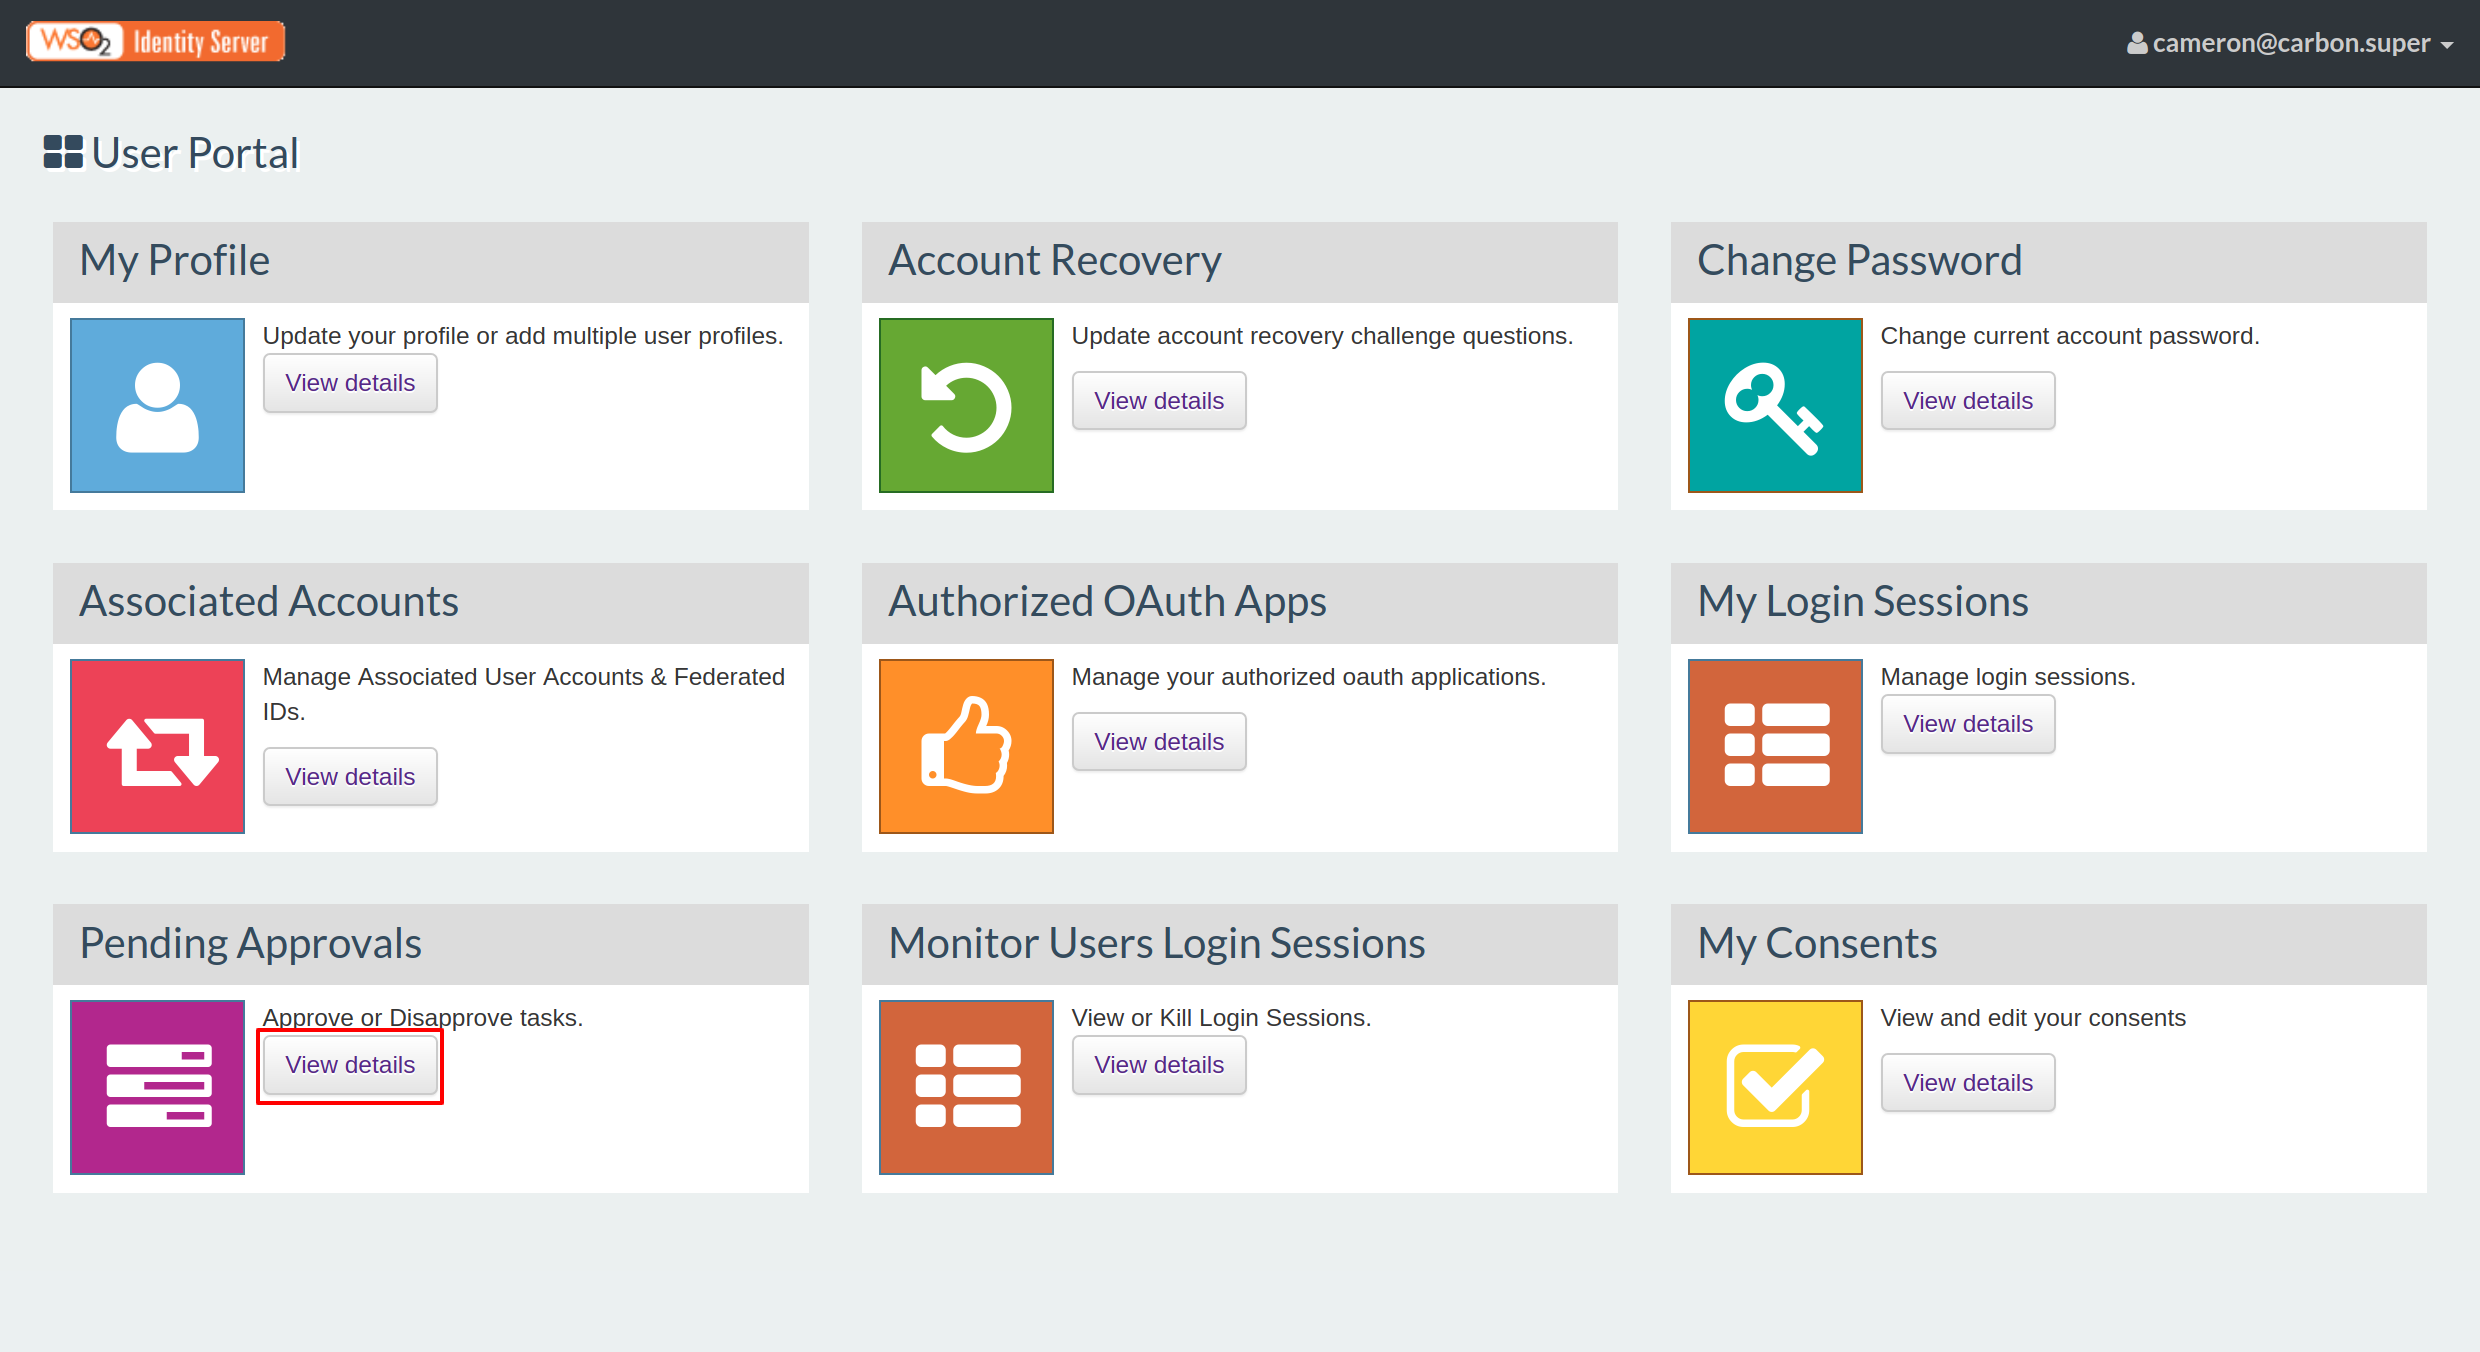 WSO2 Identity Server
cameron@carbon.super
User Portal
My Profile
Update your profile or add multiple user profiles.
View details
Account Recovery
Update account recovery challenge questions.
View details
Change Password
Change current account password.
View details
Associated Accounts
Manage Associated User Accounts & Federated
IDs.
View details
Authorized OAuth Apps
Manage your authorized oauth applications.
View details
My Login Sessions
Manage login sessions.
View details
Pending Approvals
Approve or Disapprove tasks.
View details
Monitor Users Login Sessions
View or Kill Login Sessions.
View details
My Consents
View and edit your consents
View details